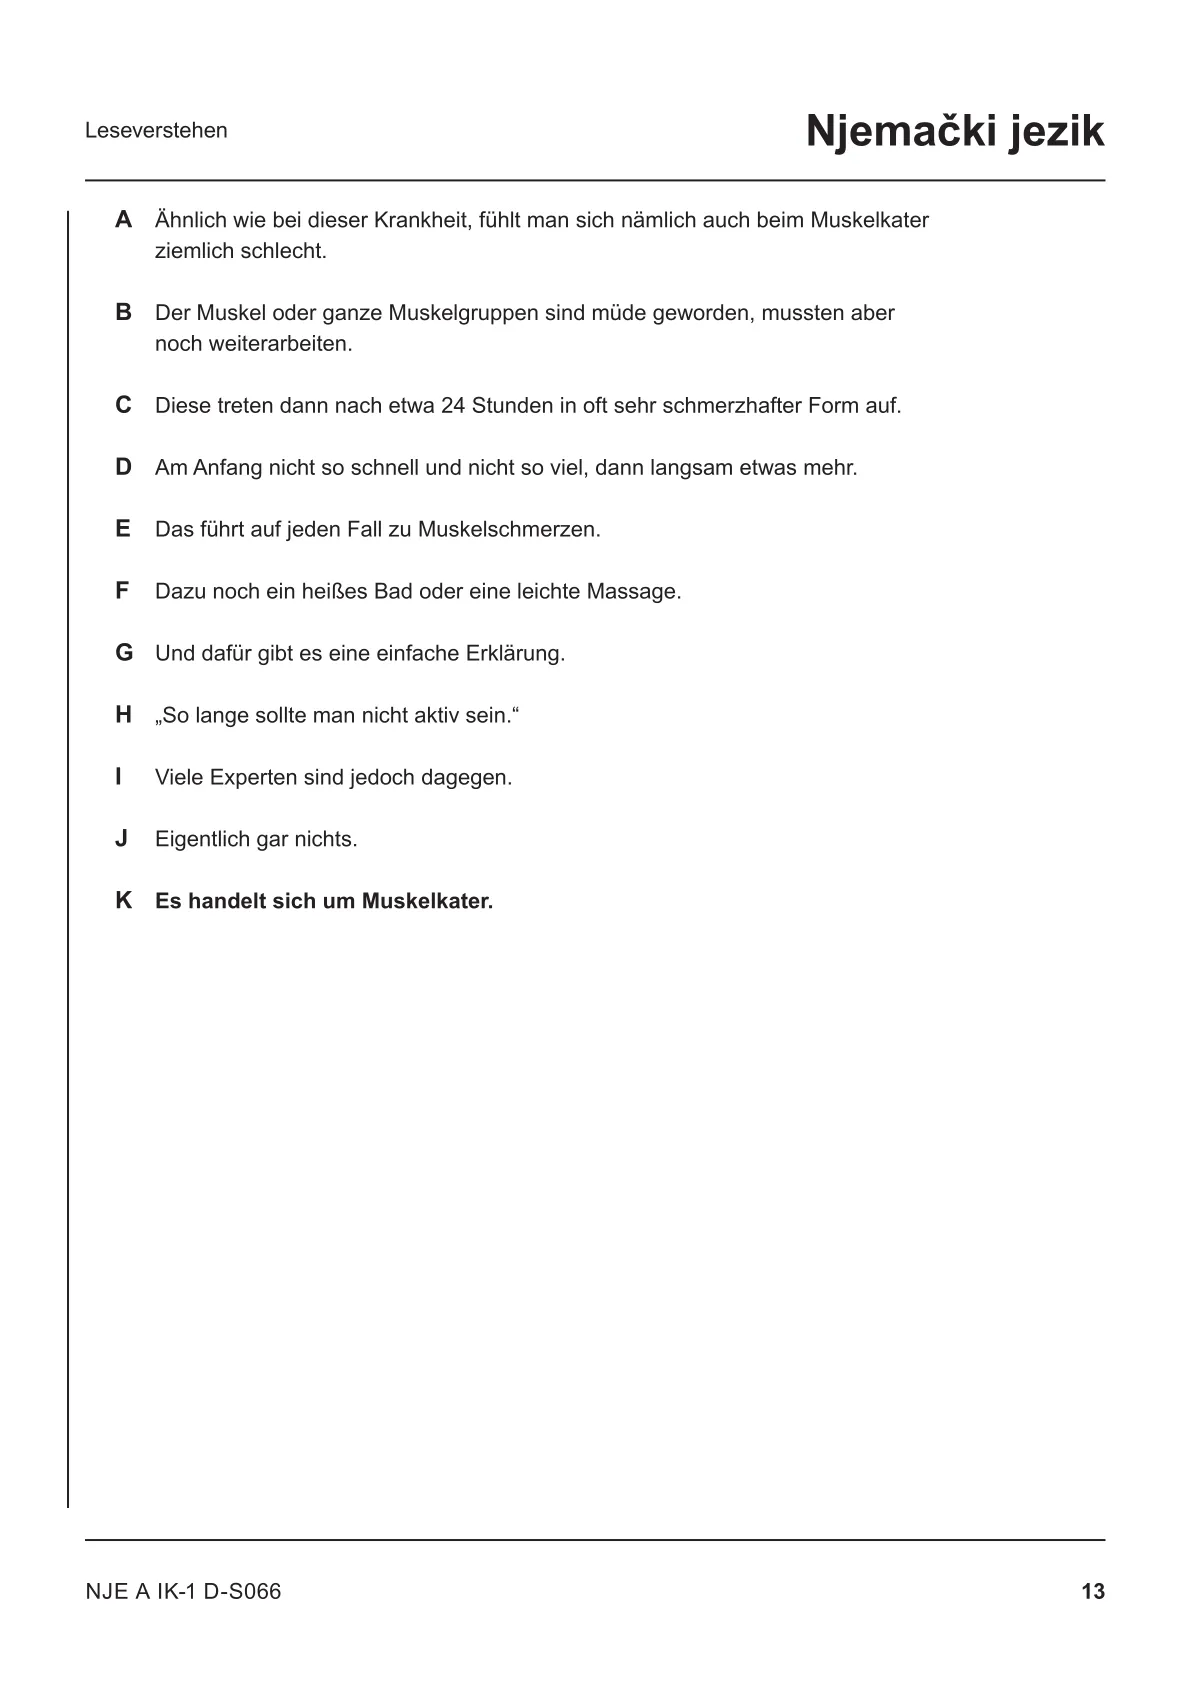 Leseverstehen
Njemački jezik
A Ähnlich wie bei dieser Krankheit, fühlt man sich nämlich auch beim Muskelkater
ziemlich schlecht.
B Der Muskel oder ganze Muskelgruppen sind müde geworden, mussten aber
noch weiterarbeiten.
C Diese treten dann nach etwa 24 Stunden in oft sehr schmerzhafter Form auf.
D Am Anfang nicht so schnell und nicht so viel, dann langsam etwas mehr.
E Das führt auf jeden Fall zu Muskelschmerzen.
F Dazu noch ein heißes Bad oder eine leichte Massage.
G Und dafür gibt es eine einfache Erklärung.
H „So lange sollte man nicht aktiv sein.“
I Viele Experten sind jedoch dagegen.
J Eigentlich gar nichts.
K Es handelt sich um Muskelkater.
NJE A IK-1 D-S066
13